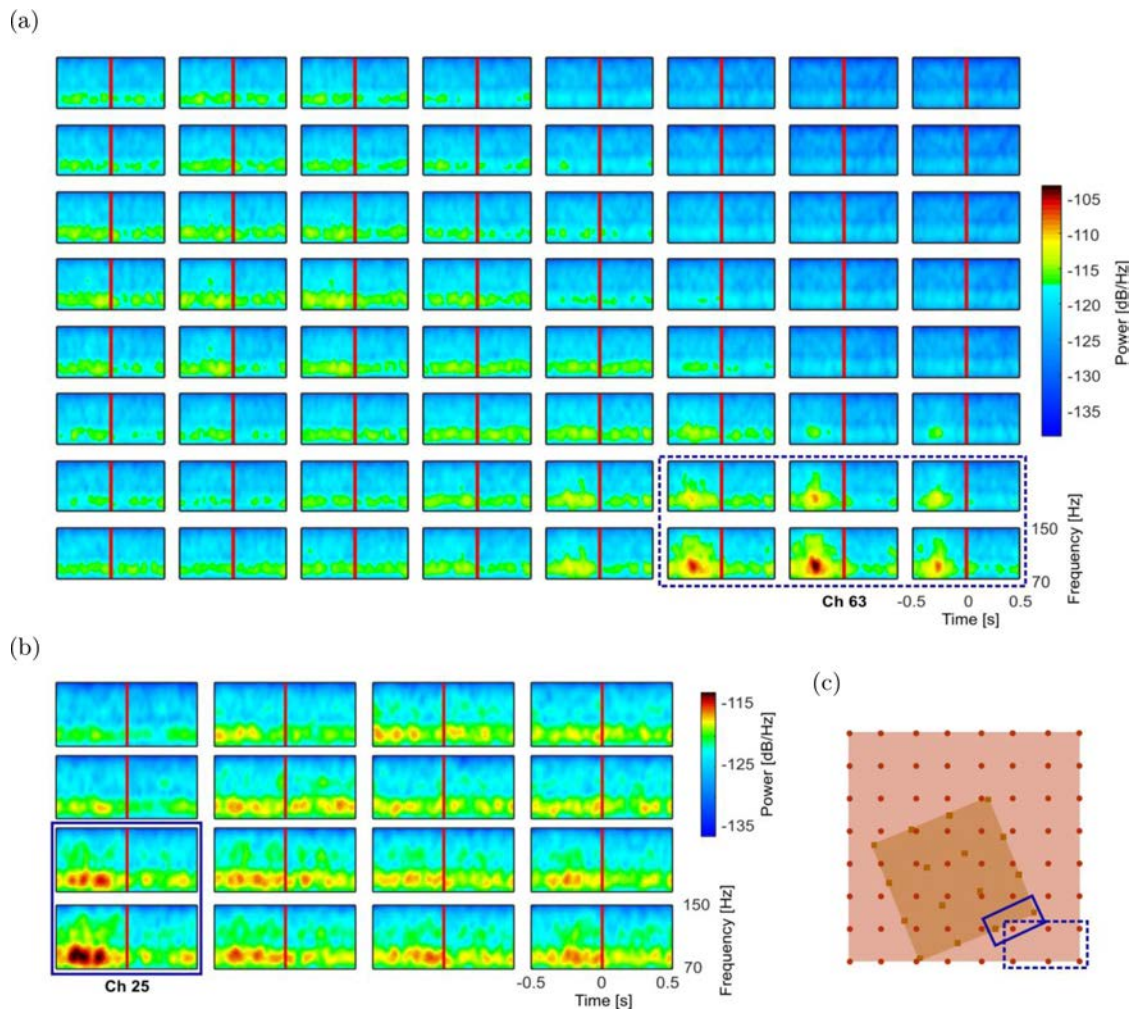 (a)
-105
-110
-115
-120
-125
-130
-135
Power [dB/Hz]
150
70
Frequency [Hz]
Ch 63
-0.5 0 0.5
Time [s]
(b)
-115
-125
-135
Power [dB/Hz]
150
70
Frequency [Hz]
Ch 25
-0.5 0 0.5
Time [s]
(c)